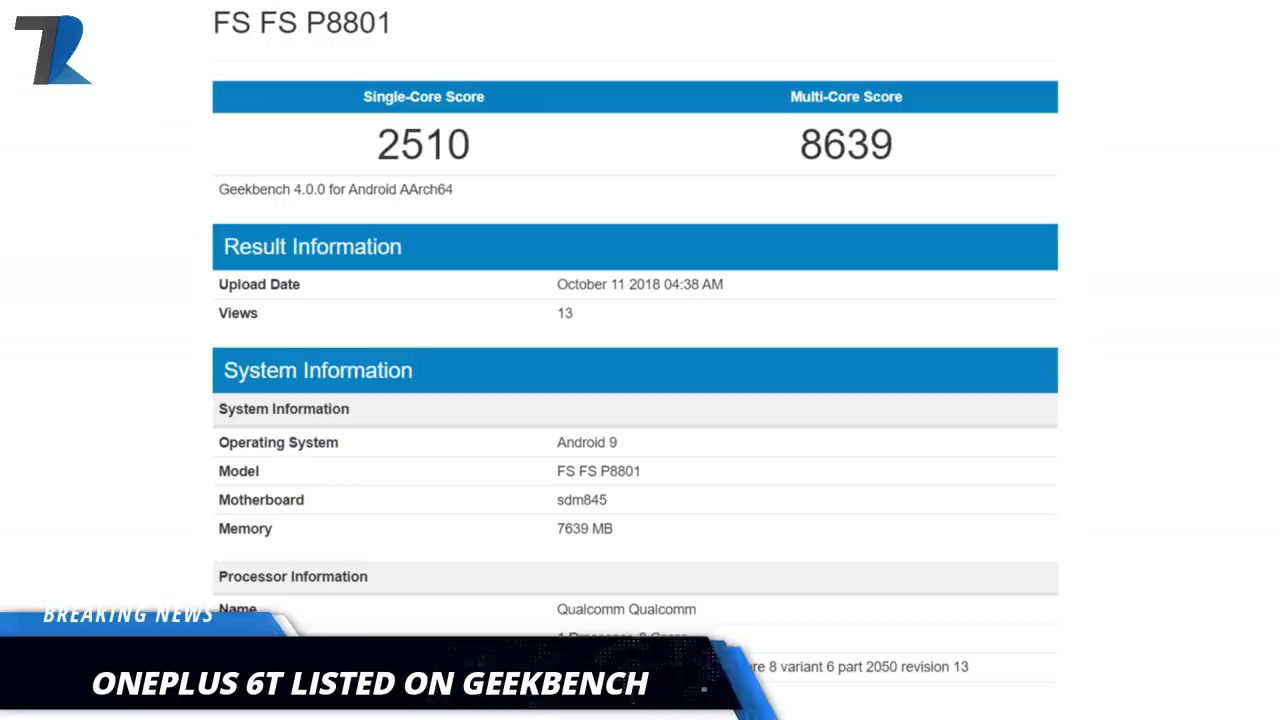 FS FS P8801
Single-Core Score Multi-Core Score
2510 8639
Geekbench 4.0.0 for Android AArch64
Result Information
Upload Date October 11 2018 04:38 AM
Views 13
System Information
System Information
Operating System Android 9
Model FS FS P8801
Motherboard sdm845
Memory 7639 MB
Processor Information
Name Qualcomm Qualcomm
8 variant 6 part 2050 revision 13
BREAKING NEWS
ONEPLUS 6T LISTED ON GEEKBENCH